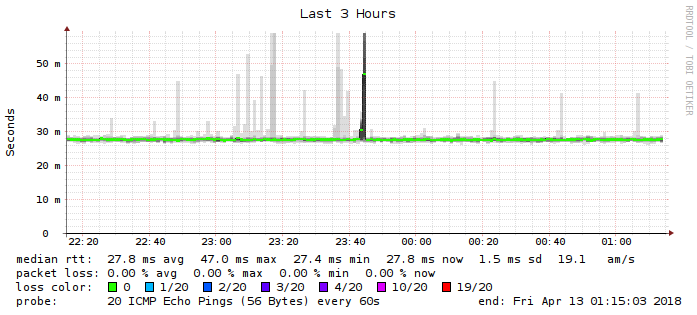 Last 3 Hours
RRDTOOL / TOBI OETIKER
Seconds
50 m
40 m
30 m
20 m
10 m
0
22:20 22:40 23:00 23:20 23:40 00:00 00:20 00:40 01:00
median rtt: 27.8 ms avg 47.0 ms max 27.4 ms min 27.8 ms now 1.5 ms sd 19.1 am/s
packet loss: 0.00 % avg 0.00 % max 0.00 % min 0.00 % now
loss color: 0 1/20 2/20 3/20 4/20 10/20 19/20
probe: 20 ICMP Echo Pings (56 Bytes) every 60s end: Fri Apr 13 01:15:03 2018